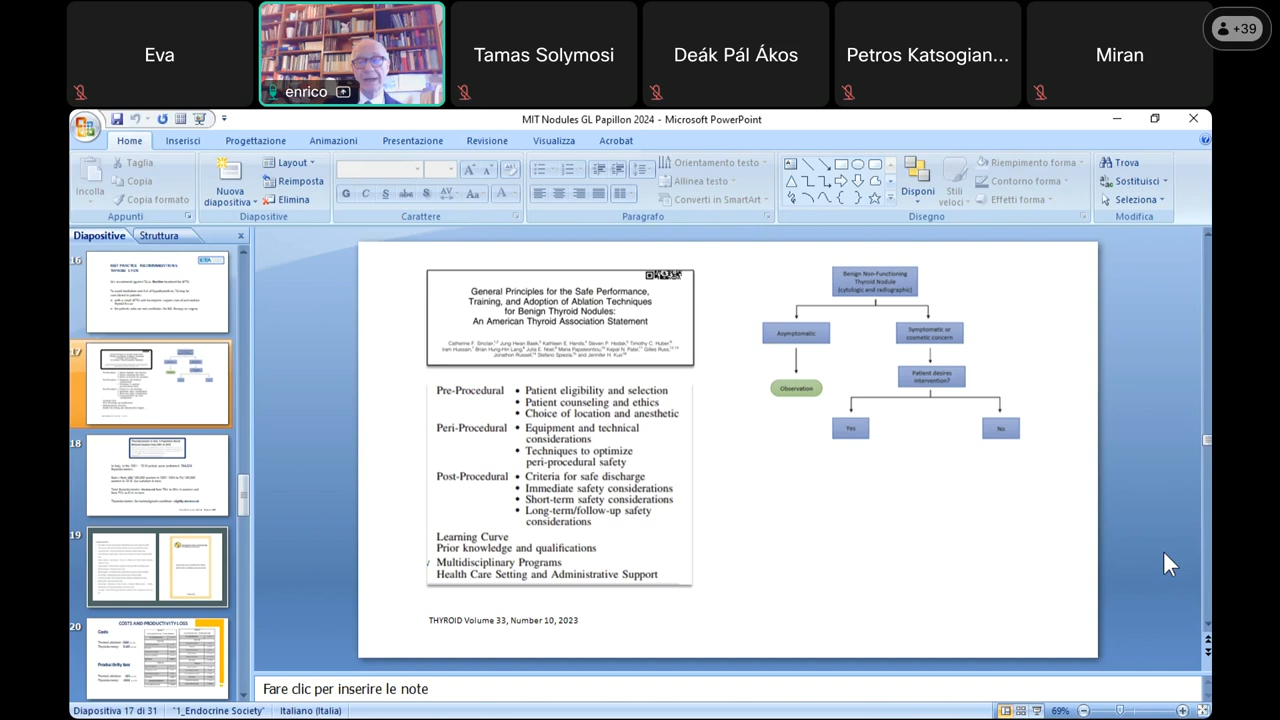 Eva
enrico
Tamas Solymosi
Deák Pál Ákos
Petros Katsogian...
Miran
+39
MIT Nodules GL Papillon 2024 - Microsoft PowerPoint
Home
Inserisci
Progettazione
Animazioni
Presentazione
Revisione
Visualizza
Acrobat
Incolla
Taglia
Copia
Copia formato
Appunti
Nuova
diapositiva
Layout
Reimposta
Elimina
Diapositive
Carattere
Paragrafo
Orientamento testo
Allinea testo
Converti in SmartArt
Disponi
Stili
veloci
Riempimento forma
Contorno forma
Effetti forma
Disegno
Trova
Sostituisci
Seleziona
Modifica
Diapositive
Struttura
16
17
18
19
20
COSTS AND PRODUCTIVITY LOSS
Costs
Productivity loss
General Principles for the Safe Performance,
Training, and Adoption of Ablation Techniques
for Benign Thyroid Nodules:
An American Thyroid Association Statement
Pre-Procedural
• Patient eligibility and selection
• Patient counseling and ethics
• Choice of location and anesthetic
Peri-Procedural
• Equipment and technical
considerations
• Techniques to optimize
peri-procedural safety
Post-Procedural
• Criteria for safe discharge
• Immediate safety considerations
• Short-term safety considerations
• Long-term/follow-up safety
considerations
Learning Curve
Prior knowledge and qualifications
Multidisciplinary Programs
Health Care Setting and Administrative Support
THYROID Volume 33, Number 10, 2023
Benign Non-Functioning
Thyroid Nodule
(cytologic and radiographic)
Asymptomatic
Symptomatic or
cosmetic concern
Observation
Patient desires
intervention?
Yes
No
Fare clic per inserire le note
Diapositiva 17 di 31
"1_Endocrine Society"
Italiano (Italia)
69%